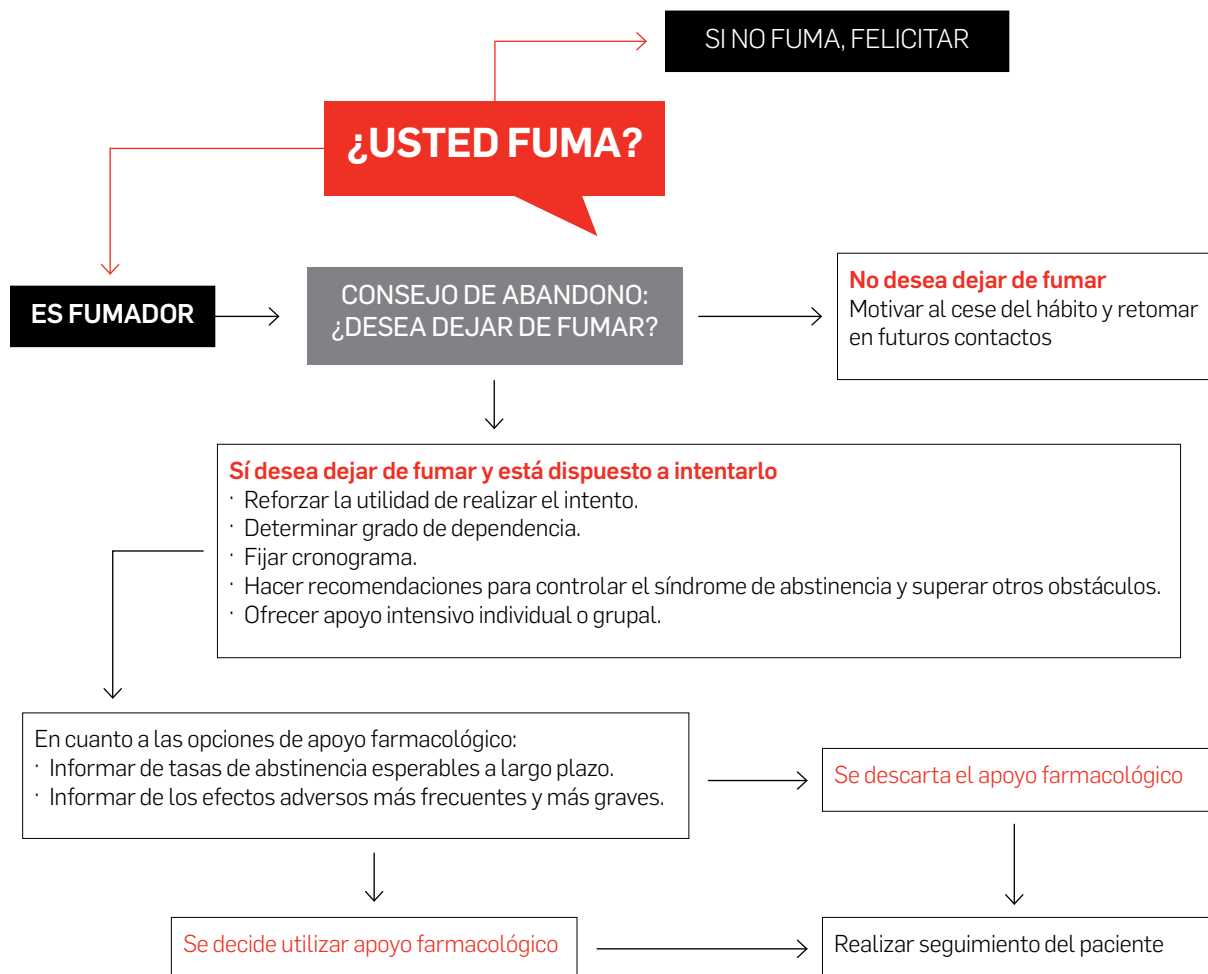 SI NO FUMA, FELICITAR
¿USTED FUMA?
ES FUMADOR
CONSEJO DE ABANDONO:
¿DESEA DEJAR DE FUMAR?
No desea dejar de fumar
Motivar al cese del hábito y retomar
en futuros contactos
Sí desea dejar de fumar y está dispuesto a intentarlo
· Reforzar la utilidad de realizar el intento.
· Determinar grado de dependencia.
· Fijar cronograma.
· Hacer recomendaciones para controlar el síndrome de abstinencia y superar otros obstáculos.
· Ofrecer apoyo intensivo individual o grupal.
En cuanto a las opciones de apoyo farmacológico:
· Informar de tasas de abstinencia esperables a largo plazo.
· Informar de los efectos adversos más frecuentes y más graves.
Se descarta el apoyo farmacológico
Se decide utilizar apoyo farmacológico
Realizar seguimiento del paciente